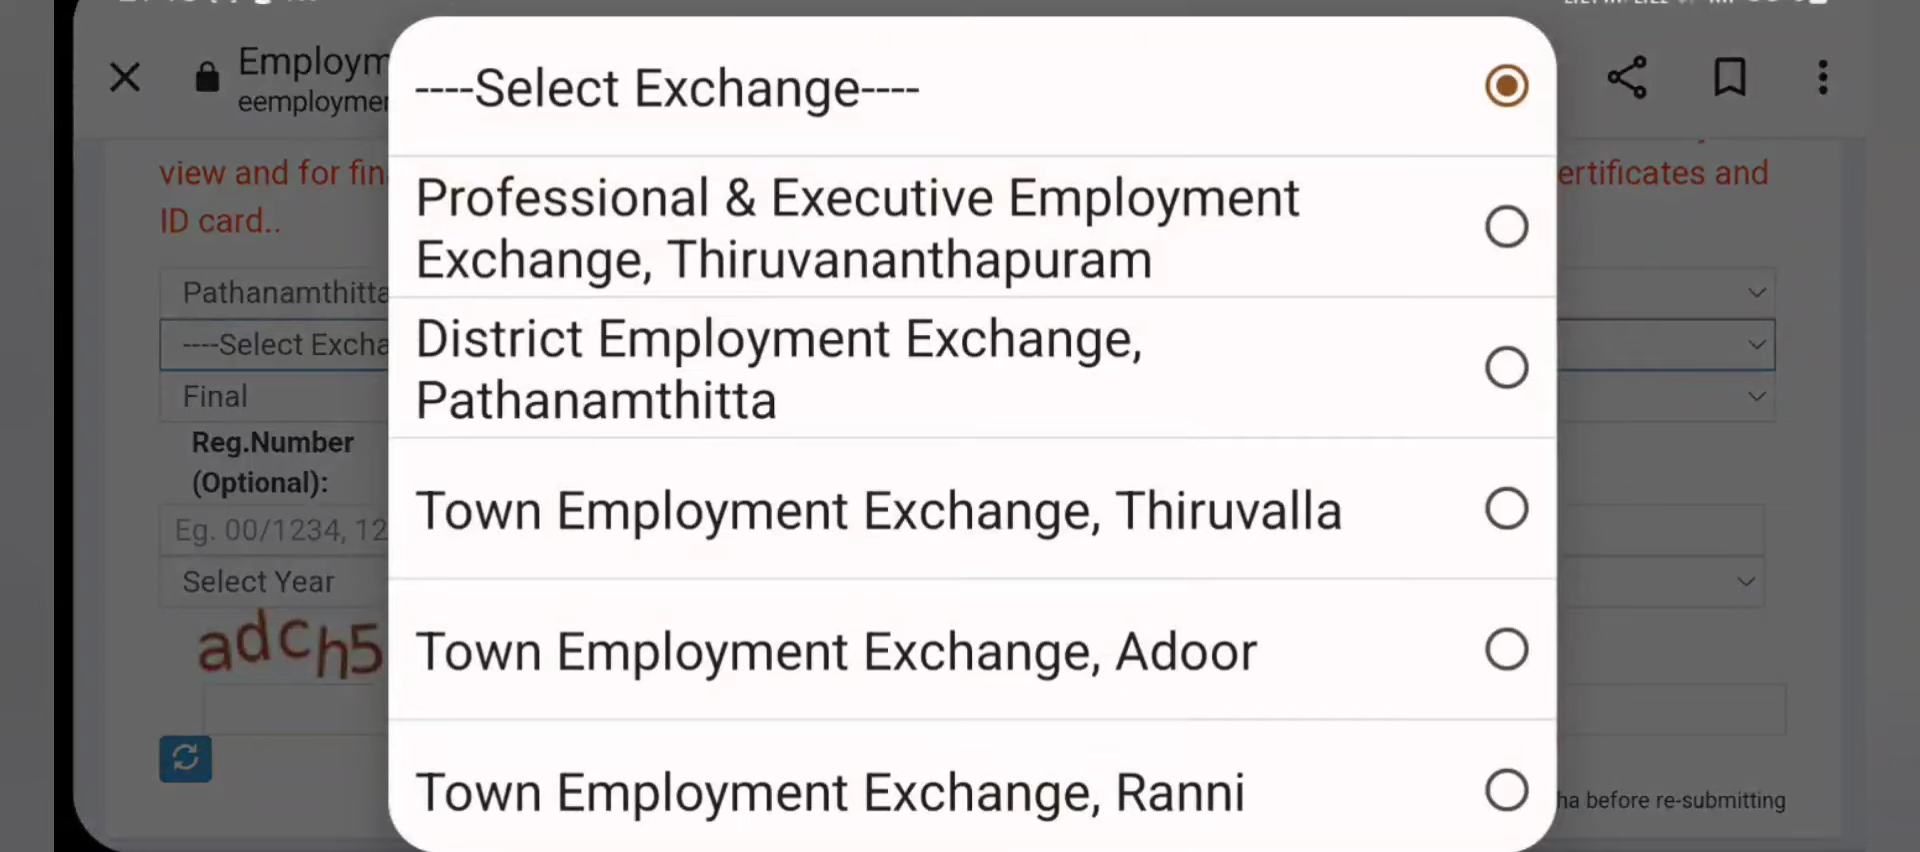 Employm
eemploymer
----Select Exchange----
Professional & Executive Employment
Exchange, Thiruvananthapuram
District Employment Exchange,
Pathanamthitta
Town Employment Exchange, Thiruvalla
Town Employment Exchange, Adoor
Town Employment Exchange, Ranni
view and for fin
ertificates and
ID card..
Pathanamthitta
----Select Excha
Final
Reg.Number
(Optional):
Eg. 00/1234, 12
Select Year
adch5
ha before re-submitting